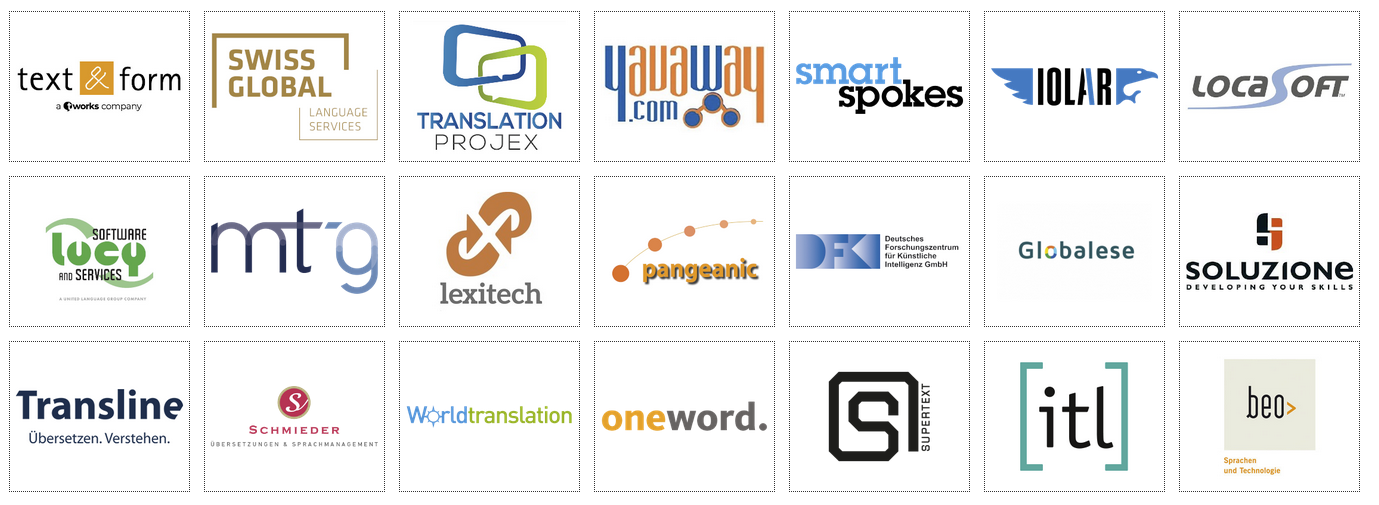 text & form
a t'works company
SWISS
GLOBAL
LANGUAGE
SERVICES
TRANSLATION
PROJEX
yavaway
.com
smart
spokes
IOLAR
LOCASOFT™
SOFTWARE
lucy
AND SERVICES
A UNITED LANGUAGE GROUP COMPANY
mt-g
lexitech
pangeanic
DFKI
Deutsches
Forschungszentrum
für Künstliche
Intelligenz GmbH
Globalese
SOLUZIONE
DEVELOPING YOUR SKILLS
Transline
Übersetzen. Verstehen.
S
SCHMIEDER
ÜBERSETZUNGEN & SPRACHMANAGEMENT
Worldtranslation
oneword.
S
SUPERTEXT
[itl]
beo>
Sprachen
und Technologie